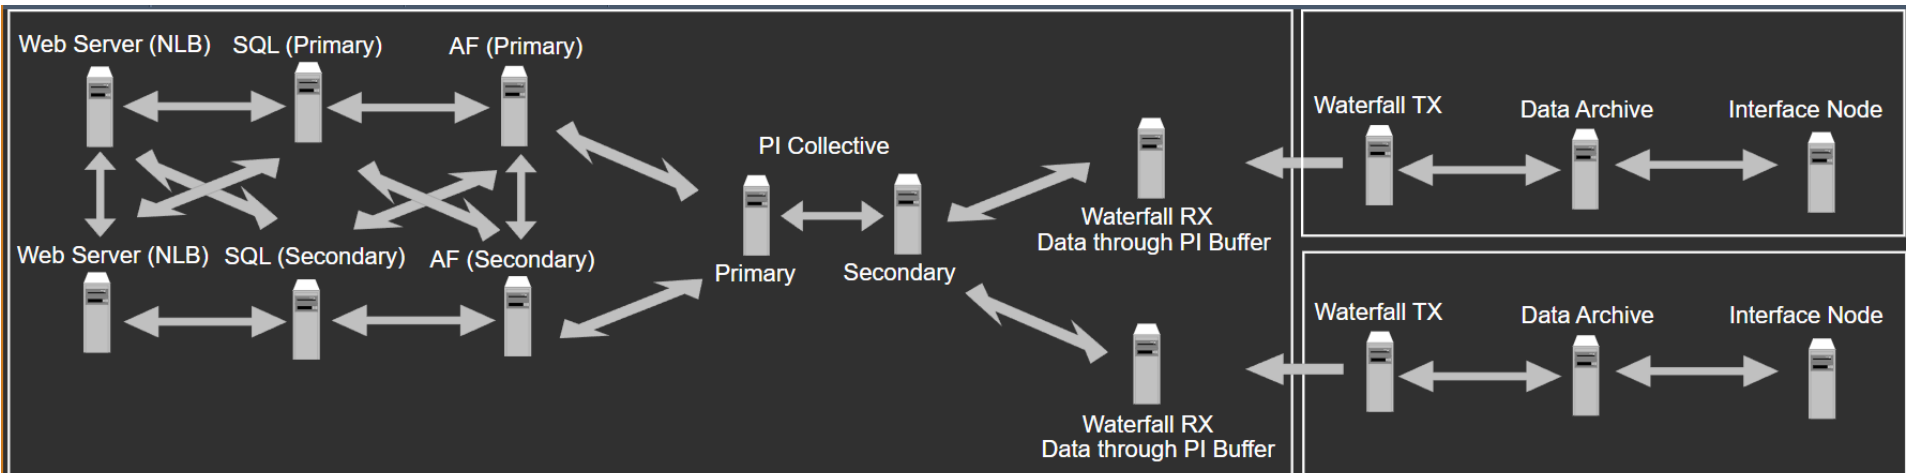 Web Server (NLB)
SQL (Primary)
AF (Primary)
Web Server (NLB)
SQL (Secondary)
AF (Secondary)
PI Collective
Primary
Secondary
Waterfall RX
Data through PI Buffer
Waterfall RX
Data through PI Buffer
Waterfall TX
Data Archive
Interface Node
Waterfall TX
Data Archive
Interface Node